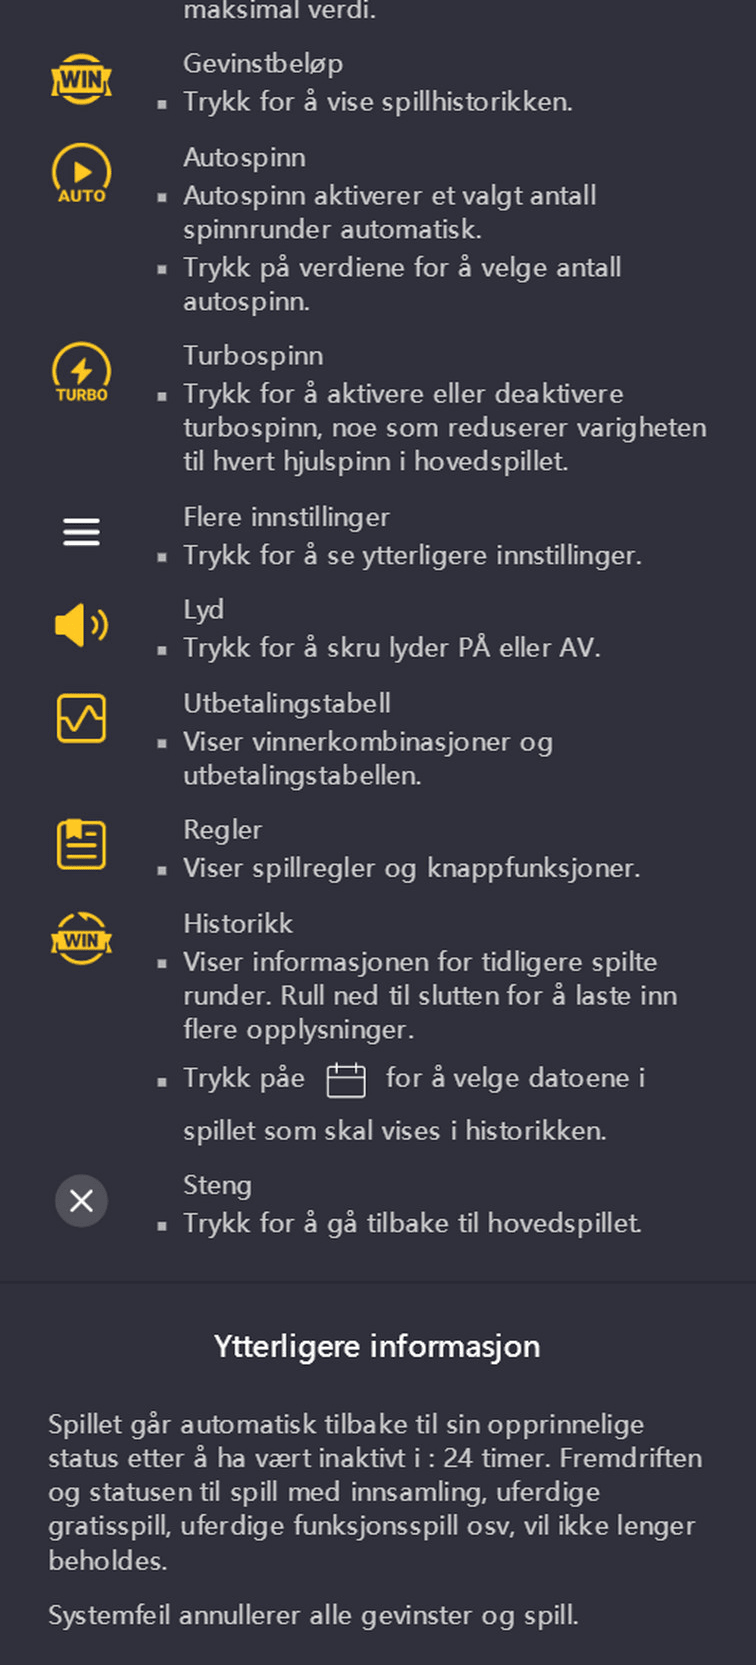 maksimal verdi.
WIN
Gevinstbeløp
▪ Trykk for å vise spillhistorikken.
AUTO
Autospinn
▪ Autospinn aktiverer et valgt antall
spinnrunder automatisk.
▪ Trykk på verdiene for å velge antall
autospinn.
TURBO
Turbospinn
▪ Trykk for å aktivere eller deaktivere
turbospinn, noe som reduserer varigheten
til hvert hjulspinn i hovedspillet.
Flere innstillinger
▪ Trykk for å se ytterligere innstillinger.
Lyd
▪ Trykk for å skru lyder PÅ eller AV.
Utbetalingstabell
▪ Viser vinnerkombinasjoner og
utbetalingstabellen.
Regler
▪ Viser spillregler og knappfunksjoner.
WIN
Historikk
▪ Viser informasjonen for tidligere spilte
runder. Rull ned til slutten for å laste inn
flere opplysninger.
▪ Trykk påe for å velge datoene i
spillet som skal vises i historikken.
Steng
▪ Trykk for å gå tilbake til hovedspillet.
Ytterligere informasjon
Spillet går automatisk tilbake til sin opprinnelige
status etter å ha vært inaktivt i : 24 timer. Fremdriften
og statusen til spill med innsamling, uferdige
gratisspill, uferdige funksjonsspill osv, vil ikke lenger
beholdes.
Systemfeil annullerer alle gevinster og spill.